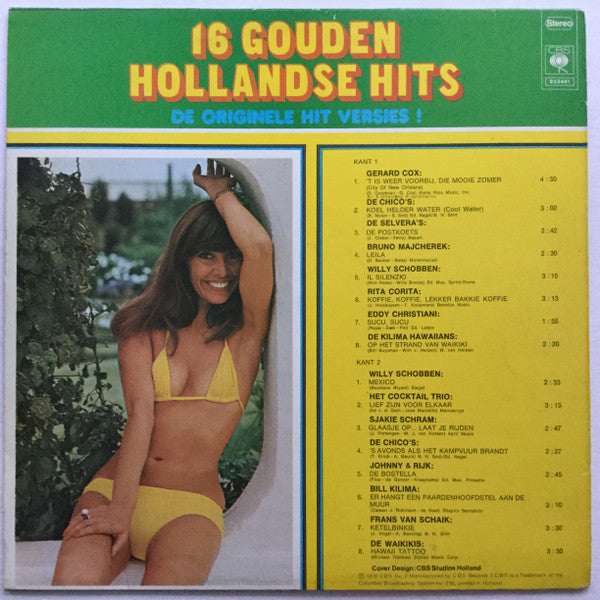 16 GOUDEN
HOLLANDSE HITS
DE ORIGINELE HIT VERSIES !
Stereo
CBS
S53491
KANT 1
GERARD COX:
1. 'T IS WEER VOORBIJ, DIE MOOIE ZOMER 4:30
(City Of New Orleans)
DE CHICO'S:
2. KOEL HELDER WATER (Cool Water) 3:02
DE SELVERA'S:
3. DE POSTKOETS 2:42
BRUNO MAJCHEREK:
4. LEILA 2:30
WILLY SCHOBBEN:
5. IL SILENZIO 3:15
RITA CORITA:
6. KOFFIE, KOFFIE, LEKKER BAKKIE KOFFIE 3:13
EDDY CHRISTIANI:
7. SUCU, SUCU 1:55
DE KILIMA HAWAIIANS:
8. OP HET STRAND VAN WAIKIKI 2:20
KANT 2
WILLY SCHOBBEN:
1. MEXICO 2:33
HET COCKTAIL TRIO:
2. LIEF ZIJN VOOR ELKAAR 3:13
SJAKIE SCHRAM:
3. GLAASJE OP... LAAT JE RIJDEN 2:47
DE CHICO'S:
4. 'S AVONDS ALS HET KAMPVUUR BRANDT 2:27
JOHNNY & RIJK:
5. DE BOSTELLA 2:45
BILL KILIMA:
6. ER HANGT EEN PAARDENHOOFDSTEL AAN DE
MUUR 3:10
FRANS VAN SCHAIK:
7. KETELBINKIE 3:30
DE WAIKIKIS:
8. HAWAII TATTOO 3:30
Cover Design: CBS Studios Holland